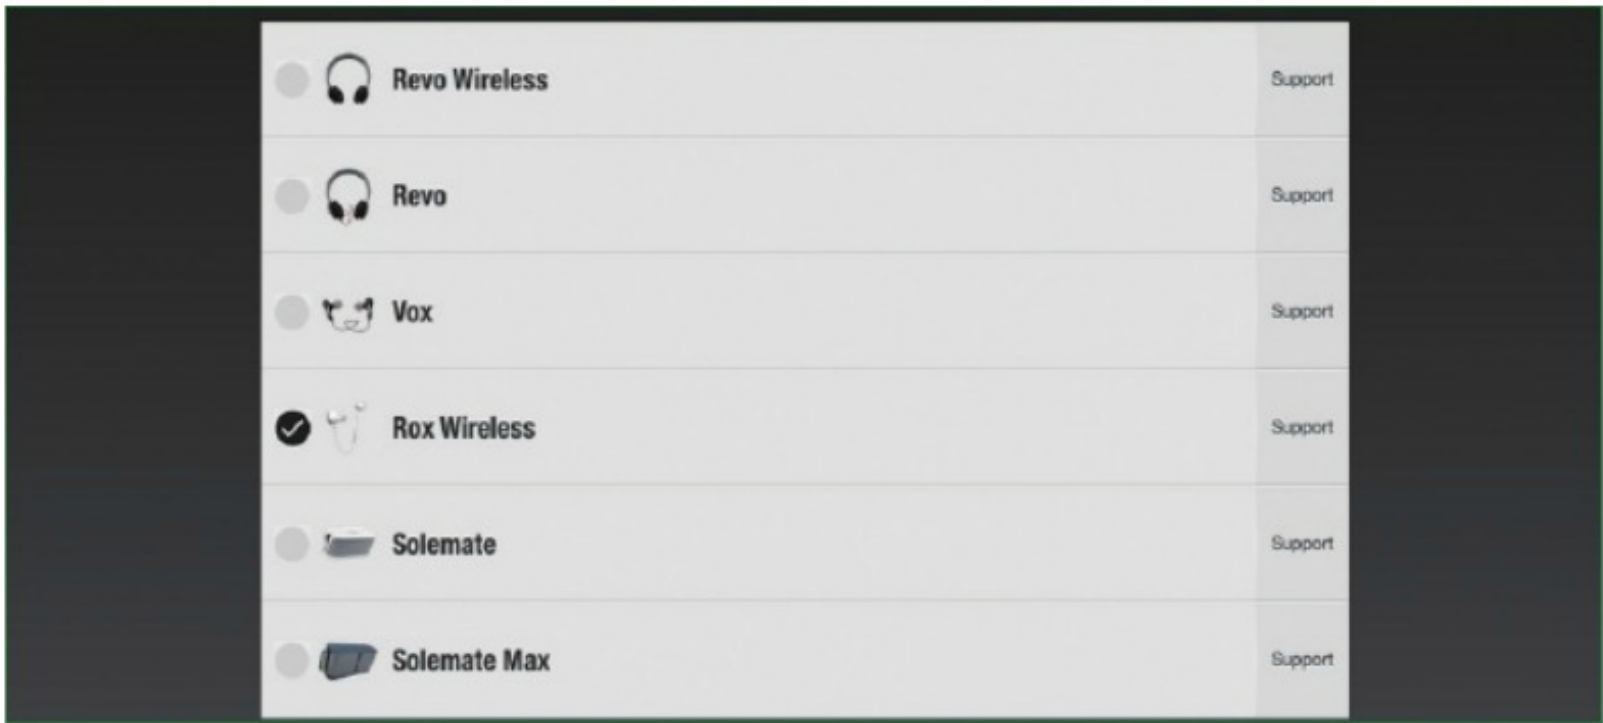 Revo Wireless Support
Revo Support
Vox Support
Rox Wireless Support
Solemate Support
Solemate Max Support